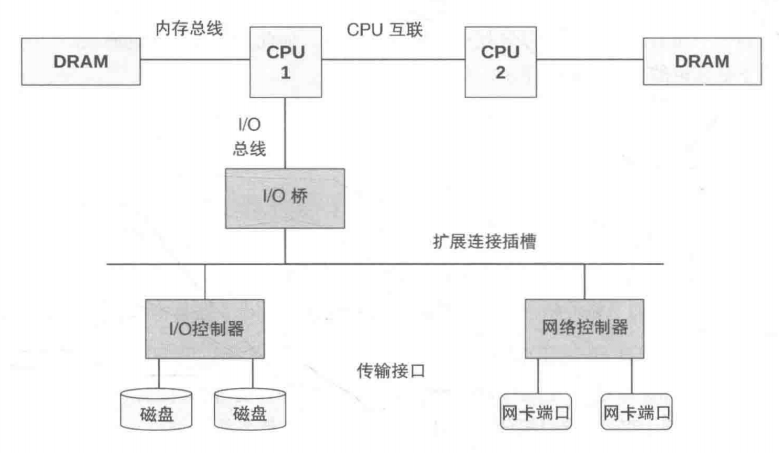 内存总线
CPU 互联
DRAM
CPU
1
CPU
2
DRAM
I/O
总线
I/O 桥
扩展连接插槽
I/O控制器
网络控制器
传输接口
磁盘
磁盘
网卡端口
网卡端口